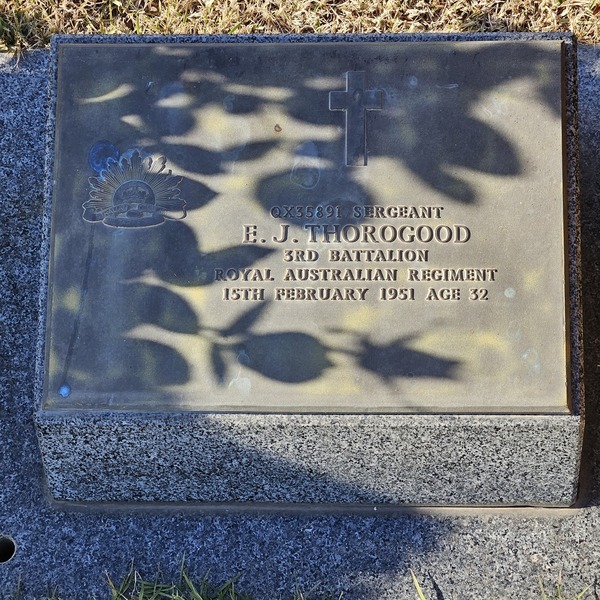 QX35891 SERGEANT
E. J. THOROGOOD
3RD BATTALION
ROYAL AUSTRALIAN REGIMENT
15TH FEBRUARY 1951 AGE 32